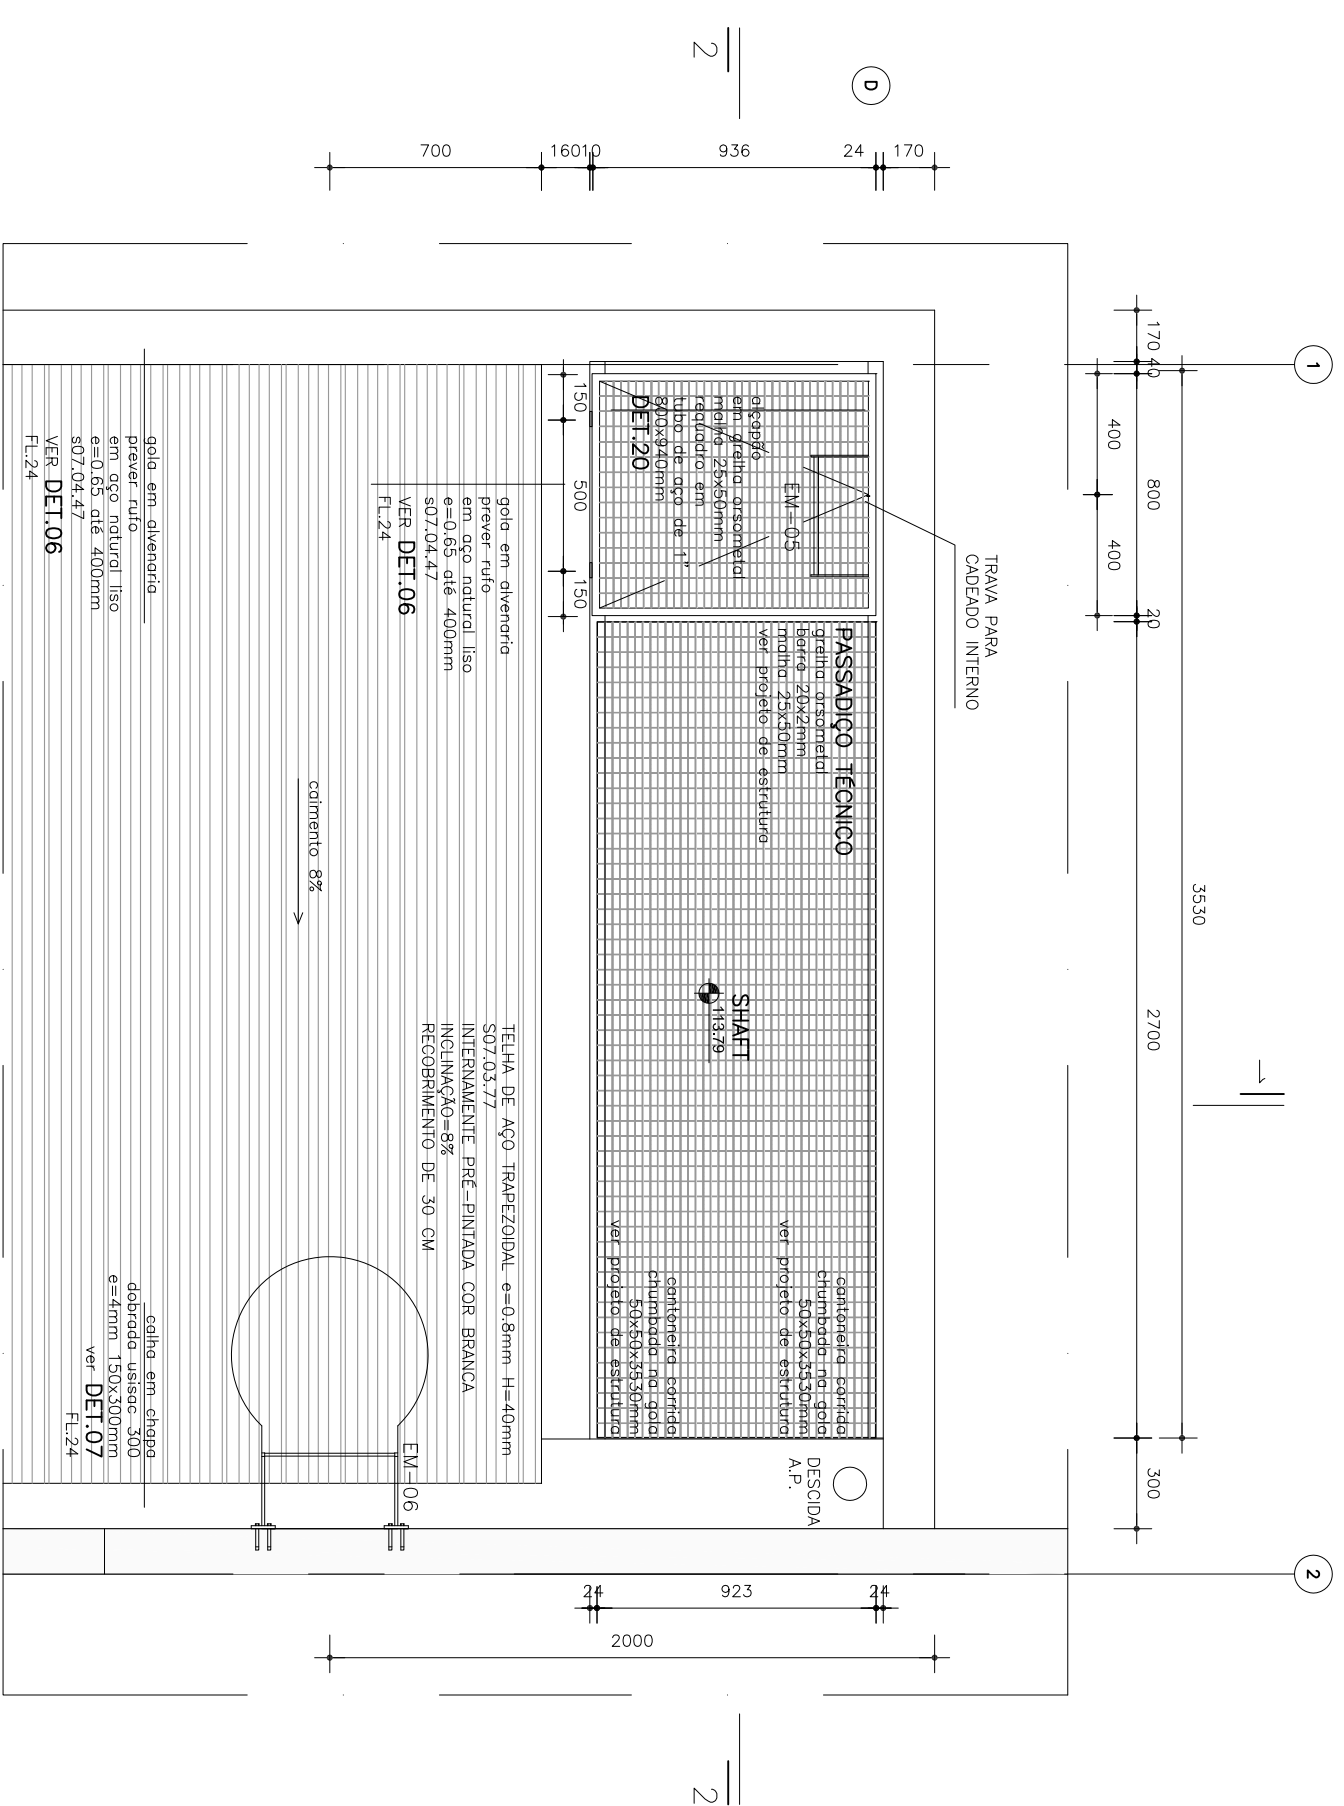 1
2
D
1
2
2
3530
170
40
800
20
2700
300
400
400
170
24
936
10
160
700
TRAVA PARA
CADEADO INTERNO
alçapão
em grelha orsometal
malha 25x50mm
requadro em
tubo de aço de 1"
800x940mm
DET.20
EM-05
150
500
150
PASSADIÇO TÉCNICO
grelha orsometal
barra 20x2mm
malha 25x50mm
ver projeto de estrutura
SHAFT
113.79
cantoneira corrida
chumbada na gola
50x50x3530mm
ver projeto de estrutura
cantoneira corrida
chumbada na gola
50x50x3530mm
ver projeto de estrutura
DESCIDA
A.P.
24
923
24
2000
gola em alvenaria
prever rufo
em aço natural liso
e=0.65 até 400mm
s07.04.47
VER DET.06
FL.24
TELHA DE AÇO TRAPEZOIDAL e=0.8mm H=40mm
S07.03.77
INTERNAMENTE PRÉ-PINTADA COR BRANCA
INCLINAÇÃO=8%
RECOBRIMENTO DE 30 CM
caimento 8%
EM-06
gola em alvenaria
prever rufo
em aço natural liso
e=0.65 até 400mm
s07.04.47
VER DET.06
FL.24
calha em chapa
dobrada usisac 300
e=4mm 150x300mm
ver DET.07
FL.24